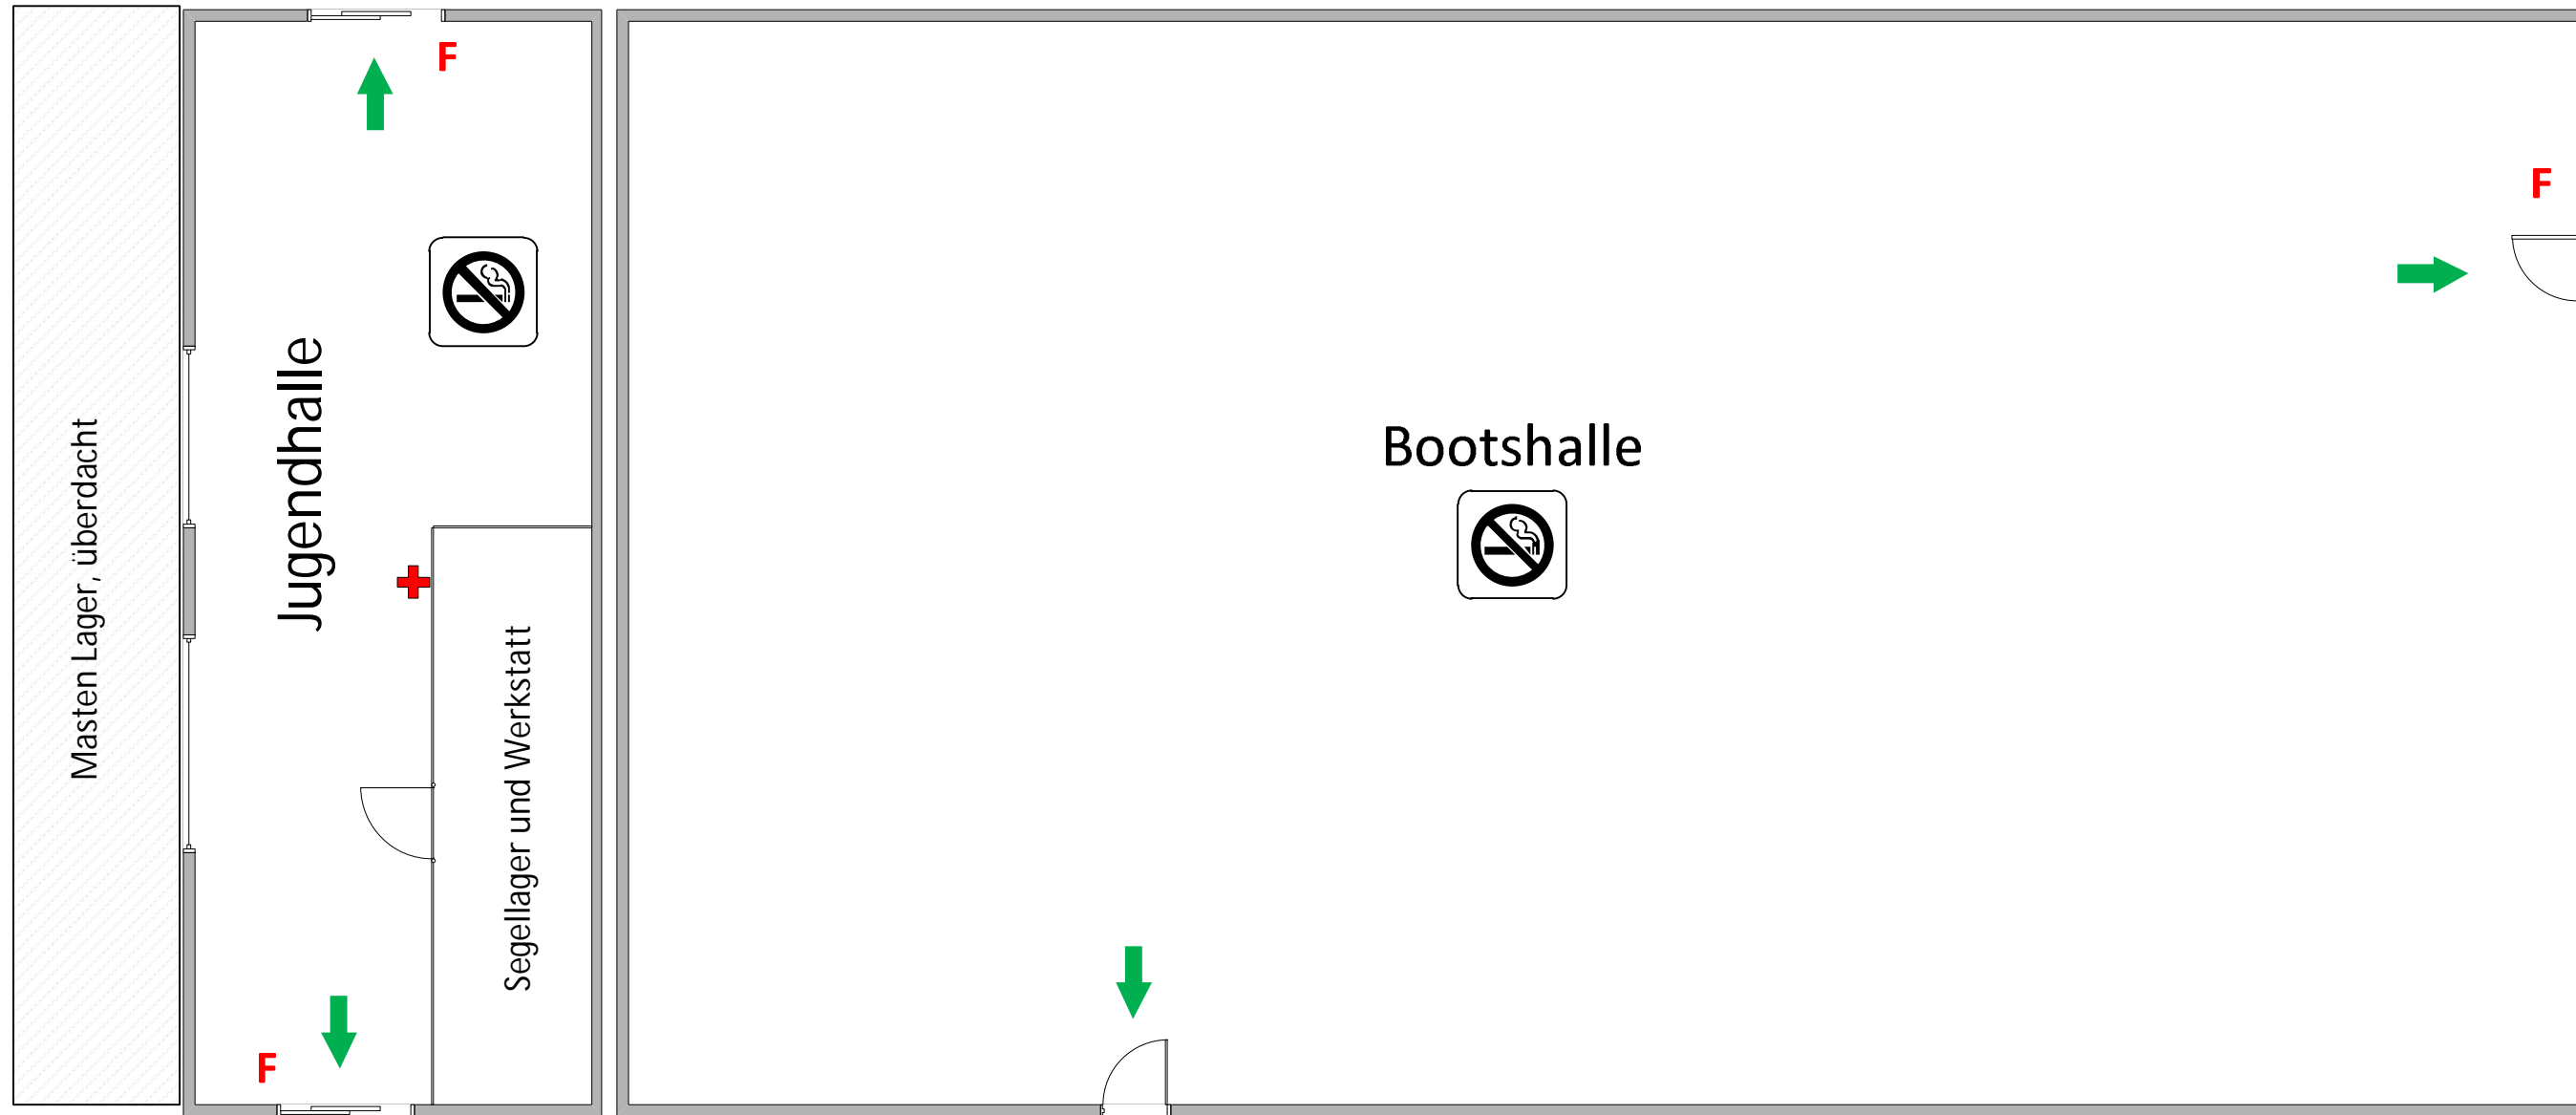 F
F
Jugendhalle
Bootshalle
Masten Lager, überdacht
Segellager und Werkstatt
F